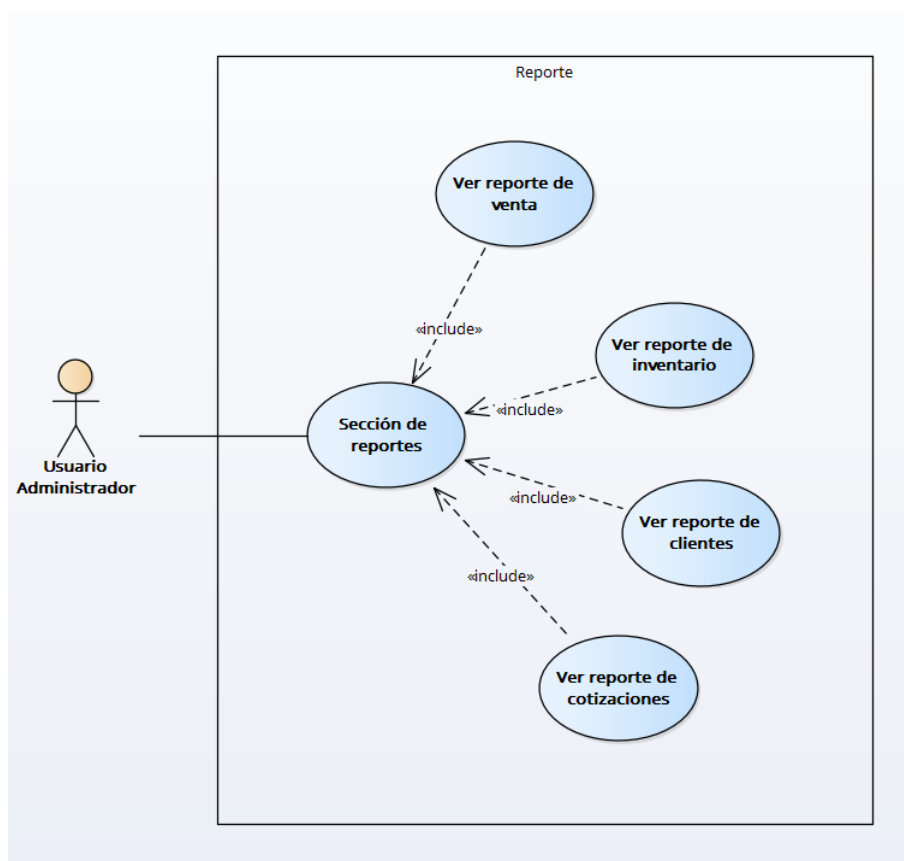 Reporte
Ver reporte de
venta
«include»
Ver reporte de
inventario
«include»
Sección de
reportes
Usuario
Administrador
«include»
Ver reporte de
clientes
«include»
Ver reporte de
cotizaciones